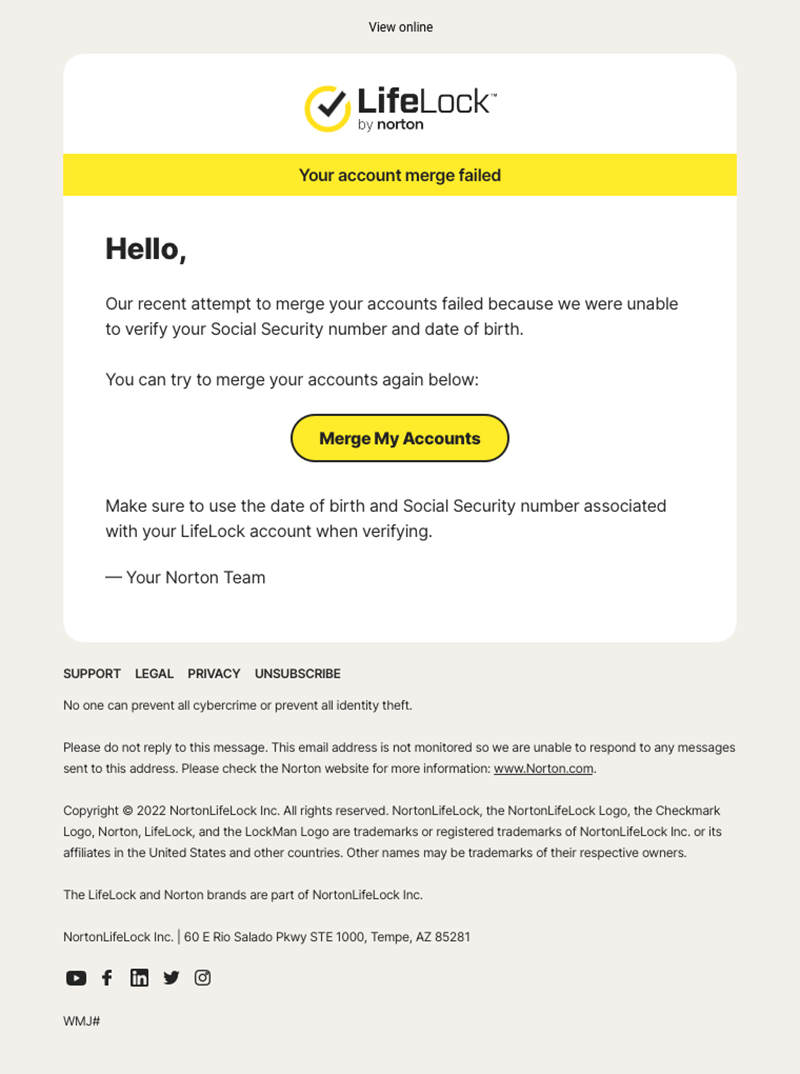 View online
LifeLock™
by norton
Your account merge failed
Hello,
Our recent attempt to merge your accounts failed because we were unable
to verify your Social Security number and date of birth.
You can try to merge your accounts again below:
Merge My Accounts
Make sure to use the date of birth and Social Security number associated
with your LifeLock account when verifying.
— Your Norton Team
SUPPORT LEGAL PRIVACY UNSUBSCRIBE
No one can prevent all cybercrime or prevent all identity theft.
Please do not reply to this message. This email address is not monitored so we are unable to respond to any messages
sent to this address. Please check the Norton website for more information: www.Norton.com.
Copyright © 2022 NortonLifeLock Inc. All rights reserved. NortonLifeLock, the NortonLifeLock Logo, the Checkmark
Logo, Norton, LifeLock, and the LockMan Logo are trademarks or registered trademarks of NortonLifeLock Inc. or its
affiliates in the United States and other countries. Other names may be trademarks of their respective owners.
The LifeLock and Norton brands are part of NortonLifeLock Inc.
NortonLifeLock Inc. | 60 E Rio Salado Pkwy STE 1000, Tempe, AZ 85281
WMJ#